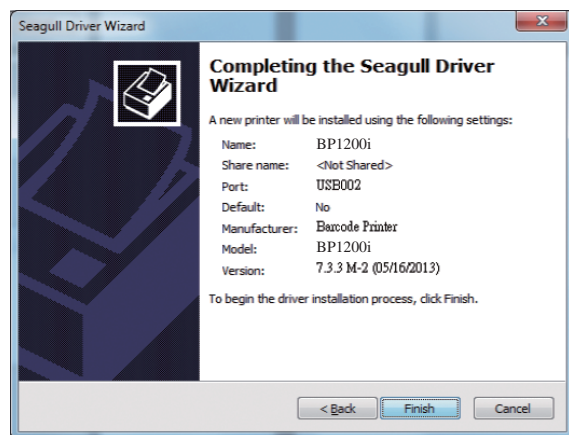 Seagull Driver Wizard
Completing the Seagull Driver
Wizard
A new printer will be installed using the following settings:
Name: BP1200i
Share name: <Not Shared>
Port: USB002
Default: No
Manufacturer: Barcode Printer
Model: BP1200i
Version: 7.3.3 M-2 (05/16/2013)
To begin the driver installation process, click Finish.
< Back Finish Cancel